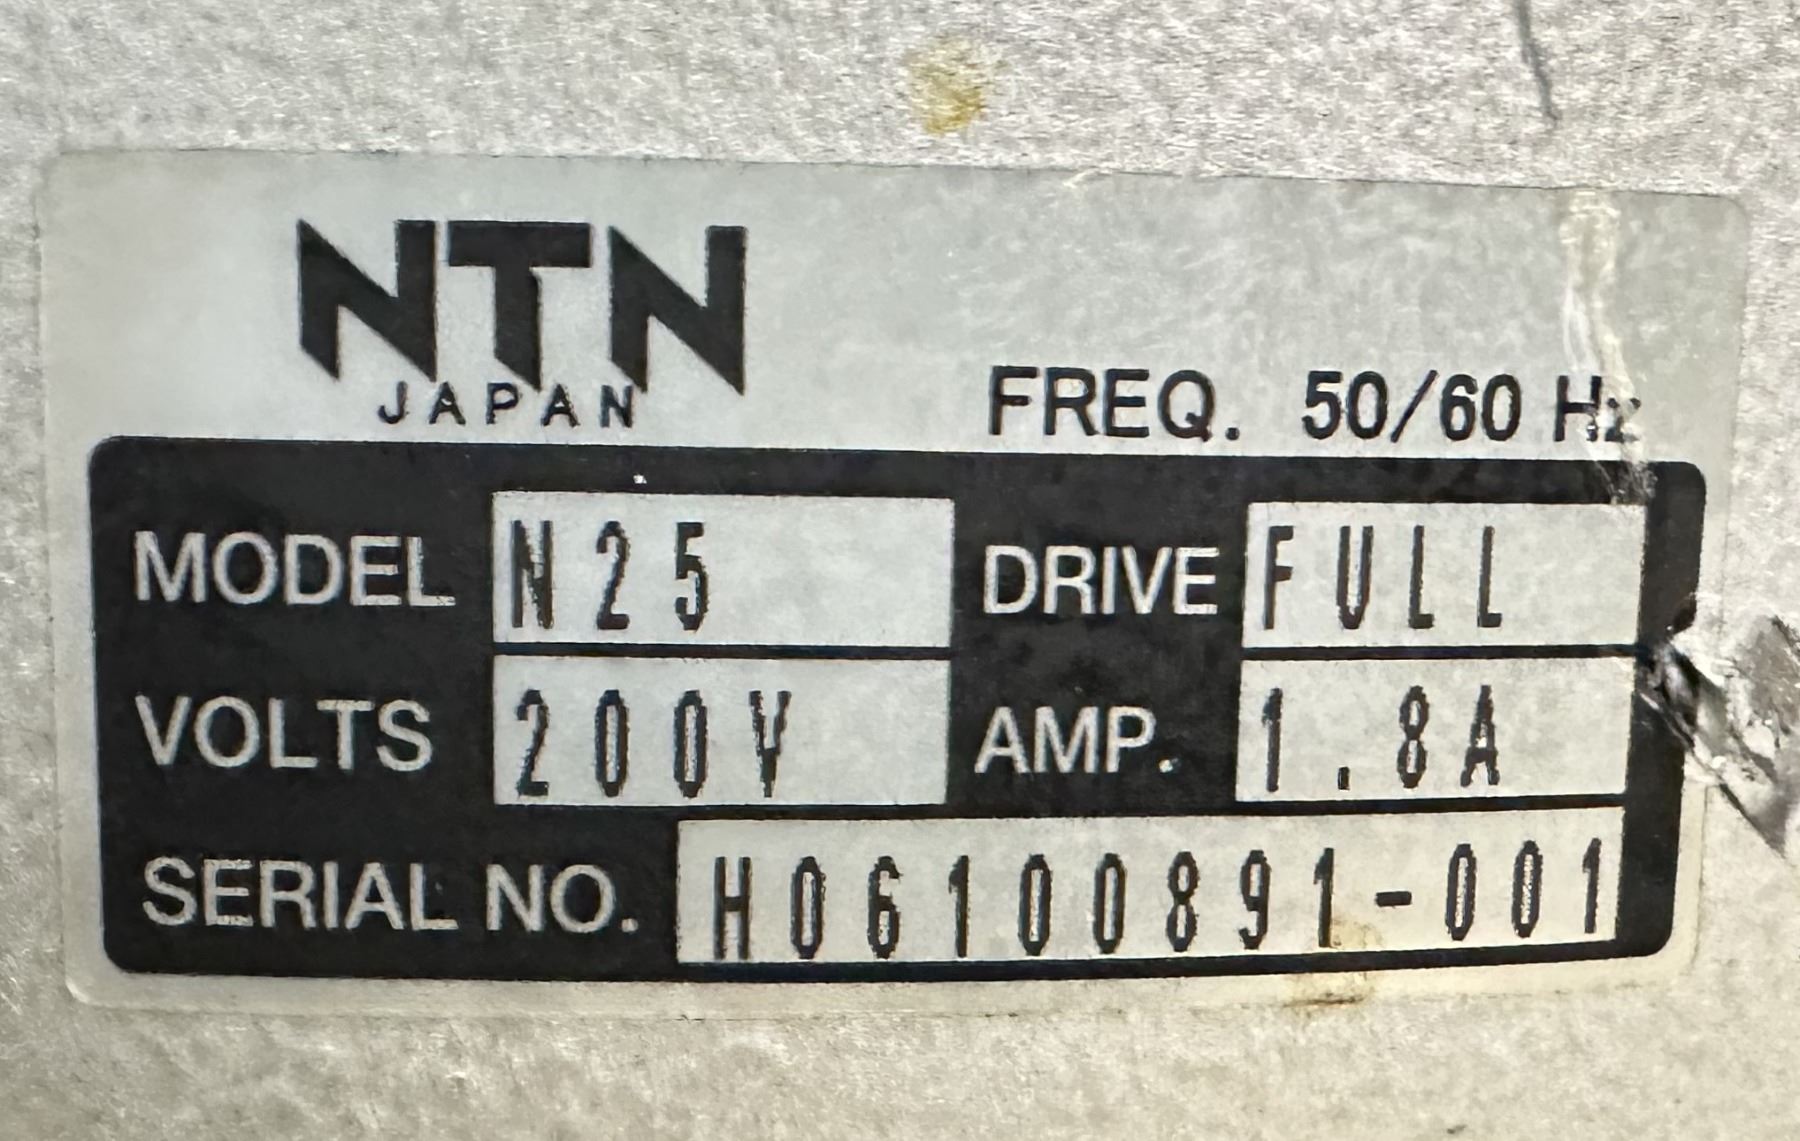 NTN
JAPAN
FREQ. 50/60 Hz
MODEL N25 DRIVE FULL
VOLTS 200V AMP. 1.8A
SERIAL NO. H06100891-001